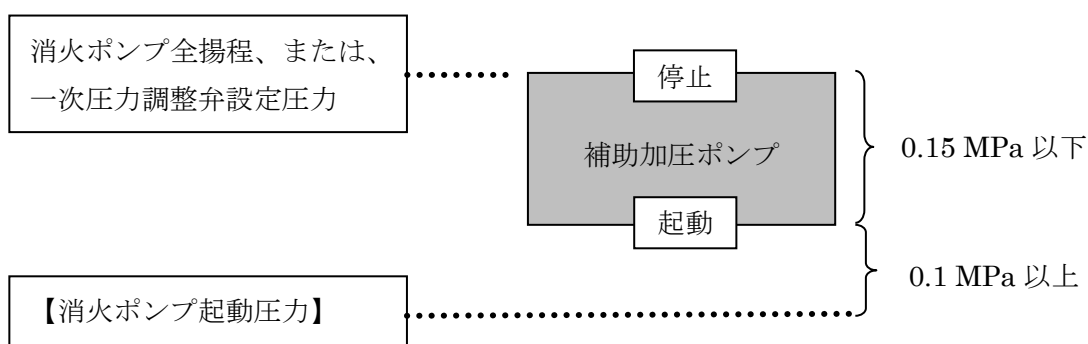 消火ポンプ全揚程、または、
一次圧力調整弁設定圧力
停止
補助加圧ポンプ
0.15 MPa 以下
起動
0.1 MPa 以上
【消火ポンプ起動圧力】